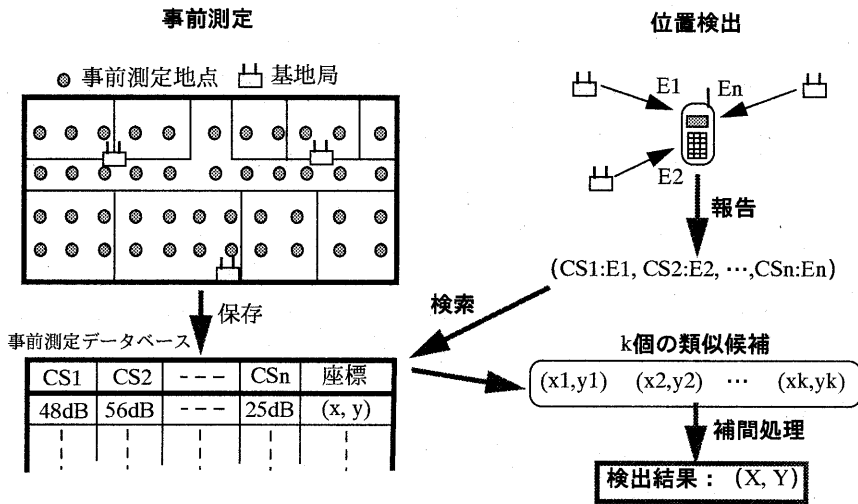 事前測定
事前測定地点 基地局
保存
事前測定データベース
CS1 CS2 --- CSn 座標
48dB 56dB --- 25dB (x, y)
位置検出
E1 En
E2
報告
(CS1:E1, CS2:E2, …,CSn:En)
検索
k個の類似候補
(x1,y1) (x2,y2) … (xk,yk)
補間処理
検出結果： (X, Y)